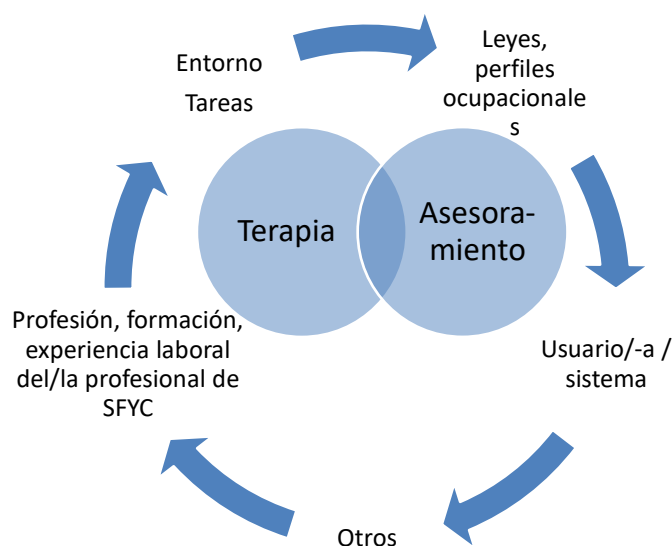 Entorno
Tareas
Leyes,
perfiles
ocupacionale
s
Terapia
Asesora-
miento
Usuario/-a /
sistema
Otros
Profesión, formación,
experiencia laboral
del/la profesional de
SFYC